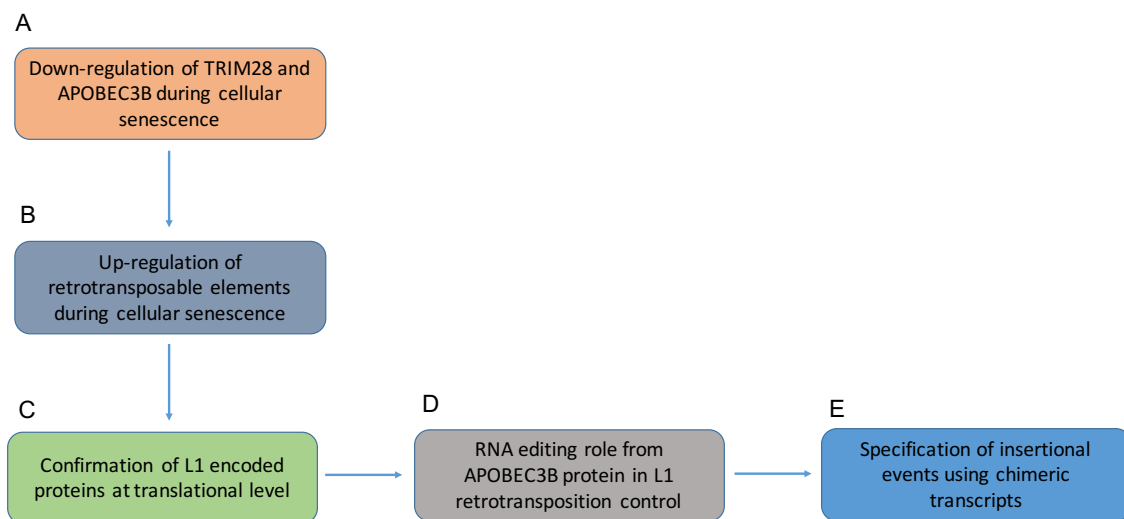 A
Down-regulation of TRIM28 and
APOBEC3B during cellular
senescence
B
Up-regulation of
retrotransposable elements
during cellular senescence
C
Confirmation of L1 encoded
proteins at translational level
D
RNA editing role from
APOBEC3B protein in L1
retrotransposition control
E
Specification of insertional
events using chimeric
transcripts